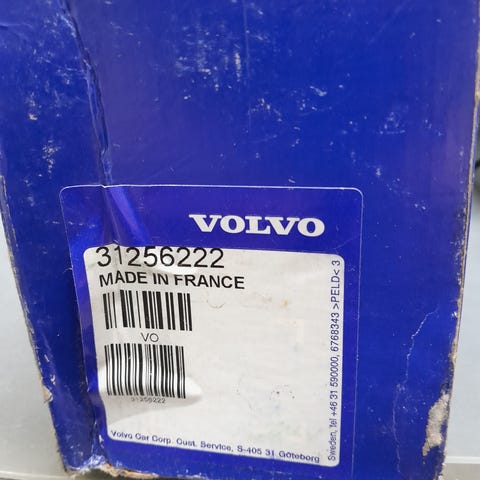 VOLVO
31256222
MADE IN FRANCE
VO
31256222
Volvo Car Corp. Cust. Service, S-405 31 Göteborg
Sweden, tel +46 31 590000, 6768343 >PELD< 3